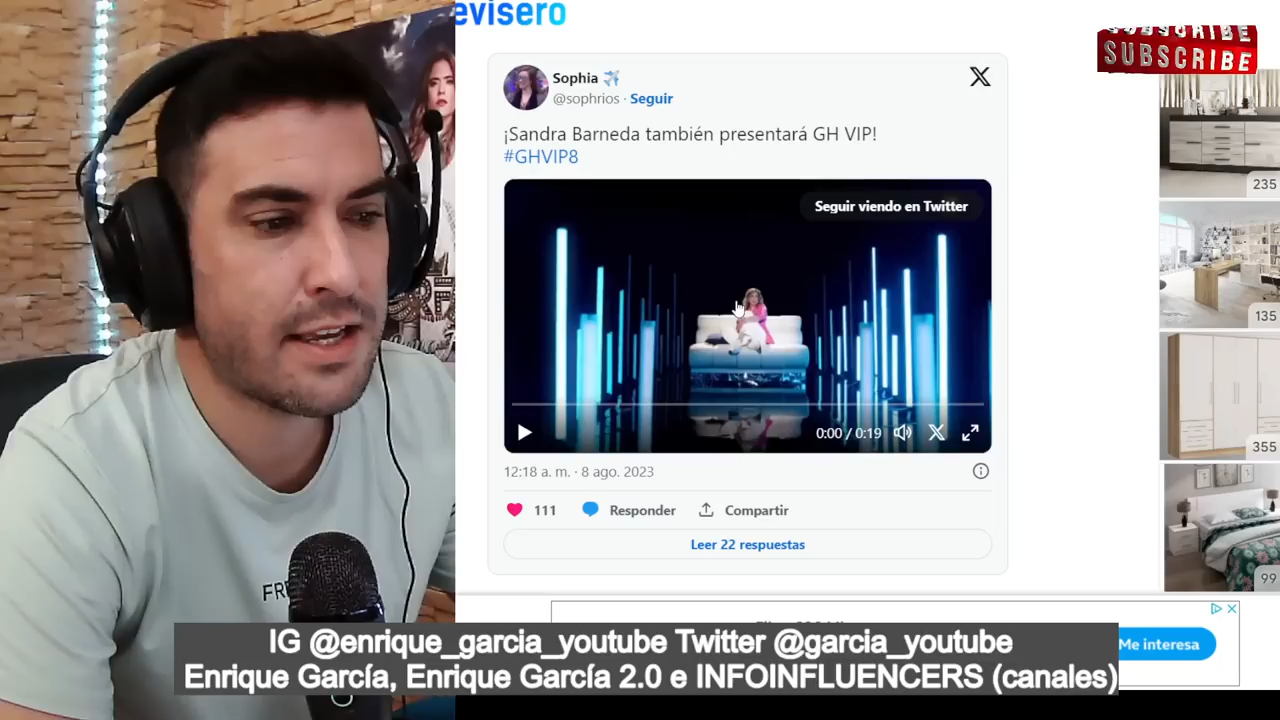 evisero
SUBSCRIBE
SUBSCRIBE
Sophia
@sophrios · Seguir
¡Sandra Barneda también presentará GH VIP!
#GHVIP8
Seguir viendo en Twitter
0:00 / 0:19
12:18 a. m. · 8 ago. 2023
111 Responder Compartir
Leer 22 respuestas
235
135
355
99
FR
Me interesa
IG @enrique_garcia_youtube Twitter @garcia_youtube
Enrique García, Enrique García 2.0 e INFOINFLUENCERS (canales)